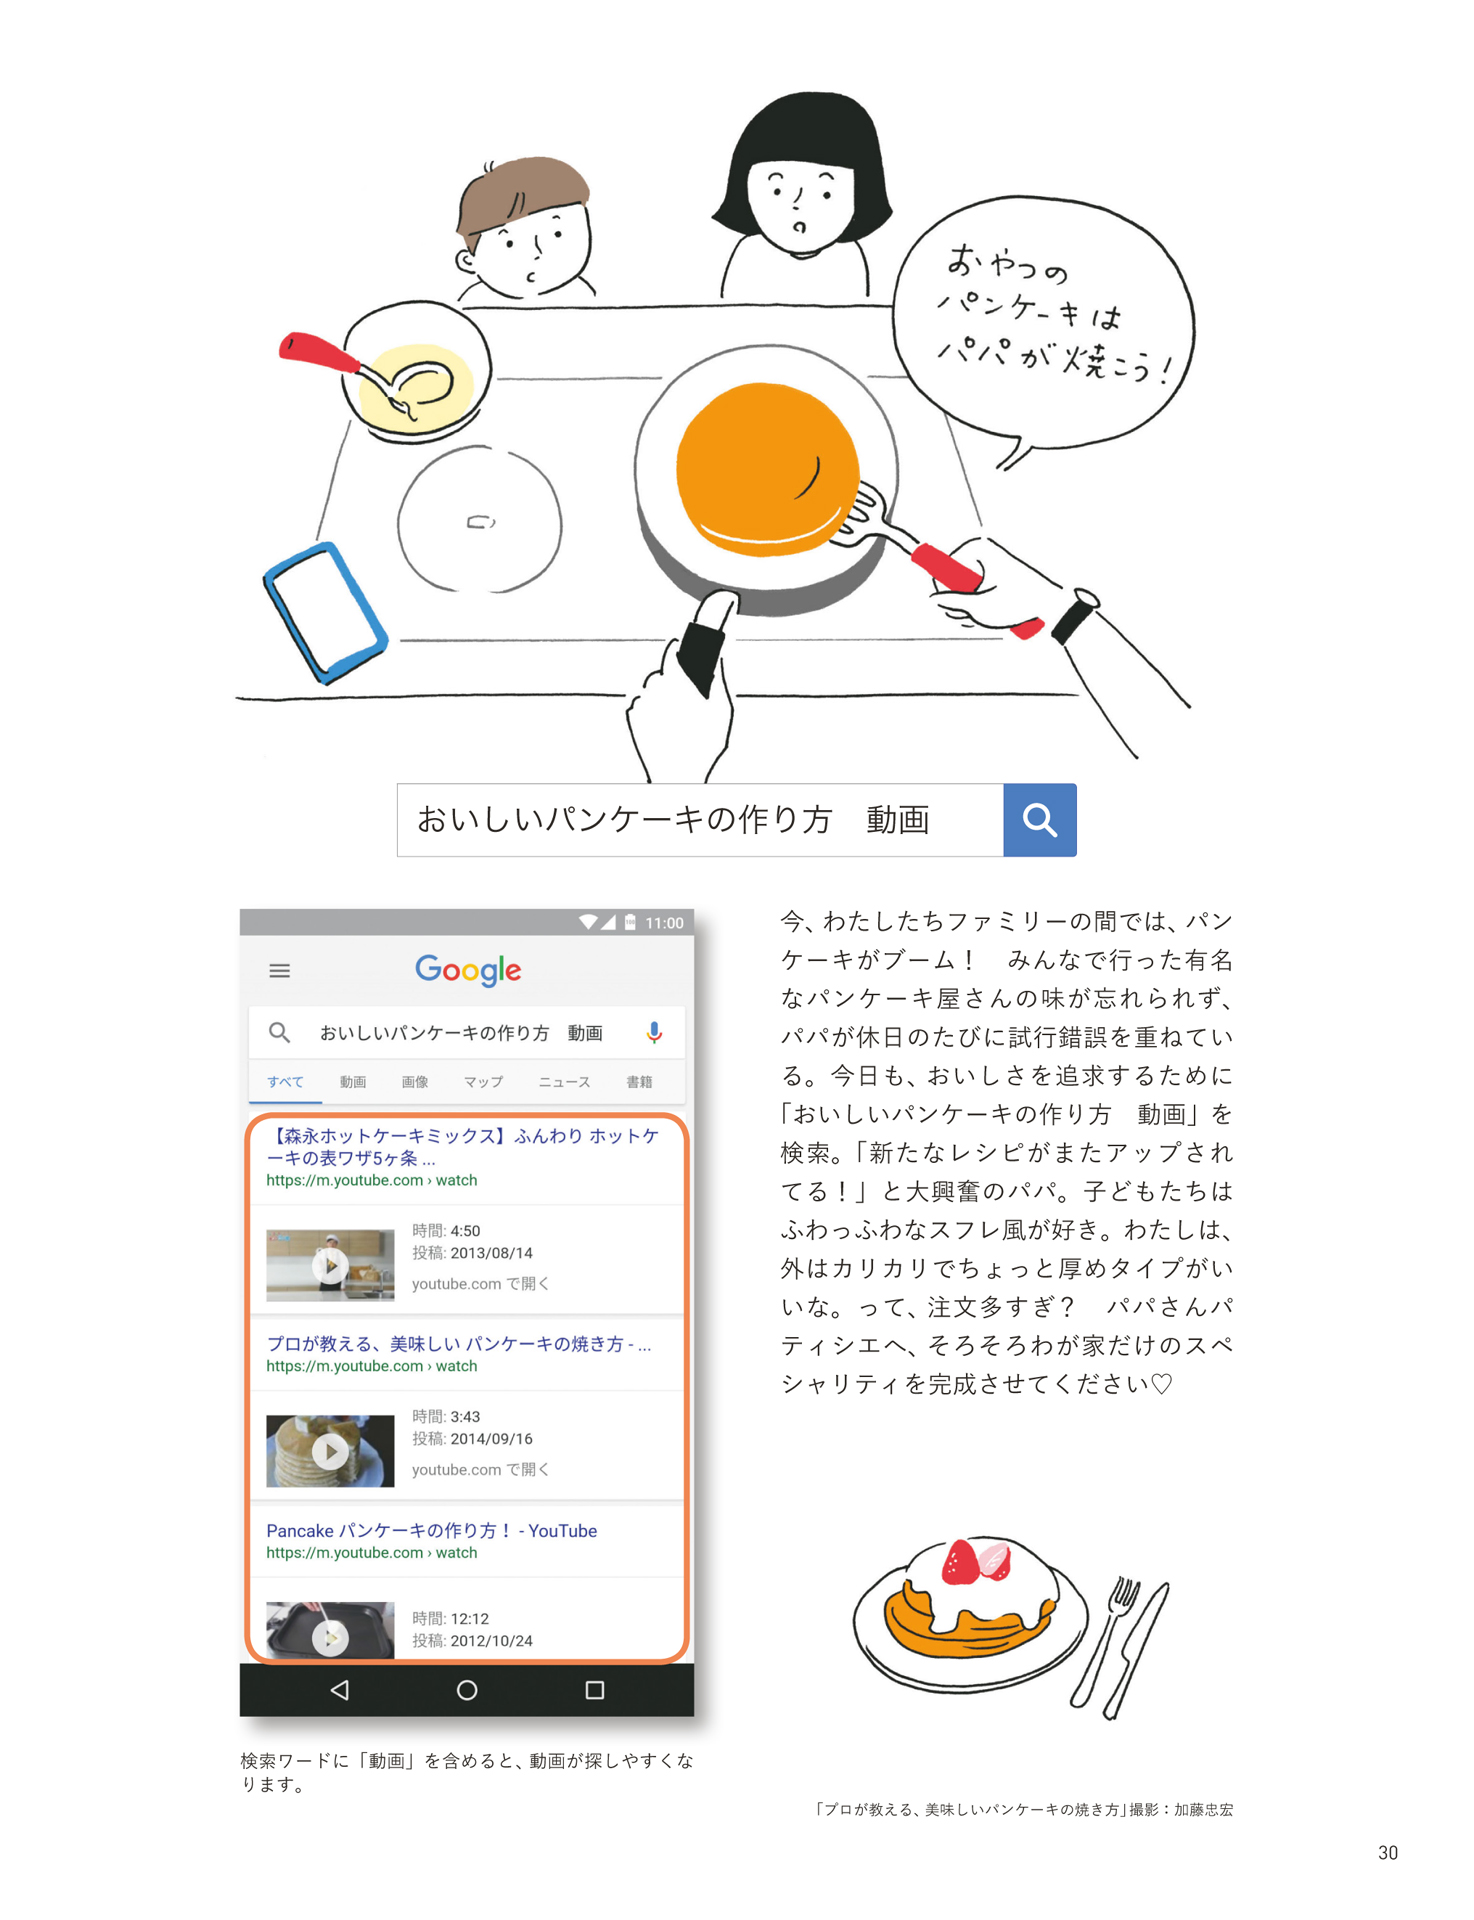 おやつの
パンケーキは
パパが焼こう！
おいしいパンケーキの作り方　動画
11:00
Google
おいしいパンケーキの作り方　動画
すべて　動画　画像　マップ　ニュース　書籍
【森永ホットケーキミックス】ふんわり ホットケ
ーキの表ワザ5ヶ条 ...
https://m.youtube.com › watch
時間: 4:50
投稿: 2013/08/14
youtube.com で開く
プロが教える、美味しい パンケーキの焼き方 - ...
https://m.youtube.com › watch
時間: 3:43
投稿: 2014/09/16
youtube.com で開く
Pancake パンケーキの作り方！ - YouTube
https://m.youtube.com › watch
時間: 12:12
投稿: 2012/10/24
検索ワードに「動画」を含めると、動画が探しやすくな
ります。
今、わたしたちファミリーの間では、パン
ケーキがブーム！　みんなで行った有名
なパンケーキ屋さんの味が忘れられず、
パパが休日のたびに試行錯誤を重ねてい
る。今日も、おいしさを追求するために
「おいしいパンケーキの作り方　動画」を
検索。「新たなレシピがまたアップされ
てる！」と大興奮のパパ。子どもたちは
ふわっふわなスフレ風が好き。わたしは、
外はカリカリでちょっと厚めタイプがい
いな。って、注文多すぎ？　パパさんパ
ティシエへ、そろそろわが家だけのスペ
シャリティを完成させてください♡
「プロが教える、美味しいパンケーキの焼き方」撮影：加藤忠宏
30